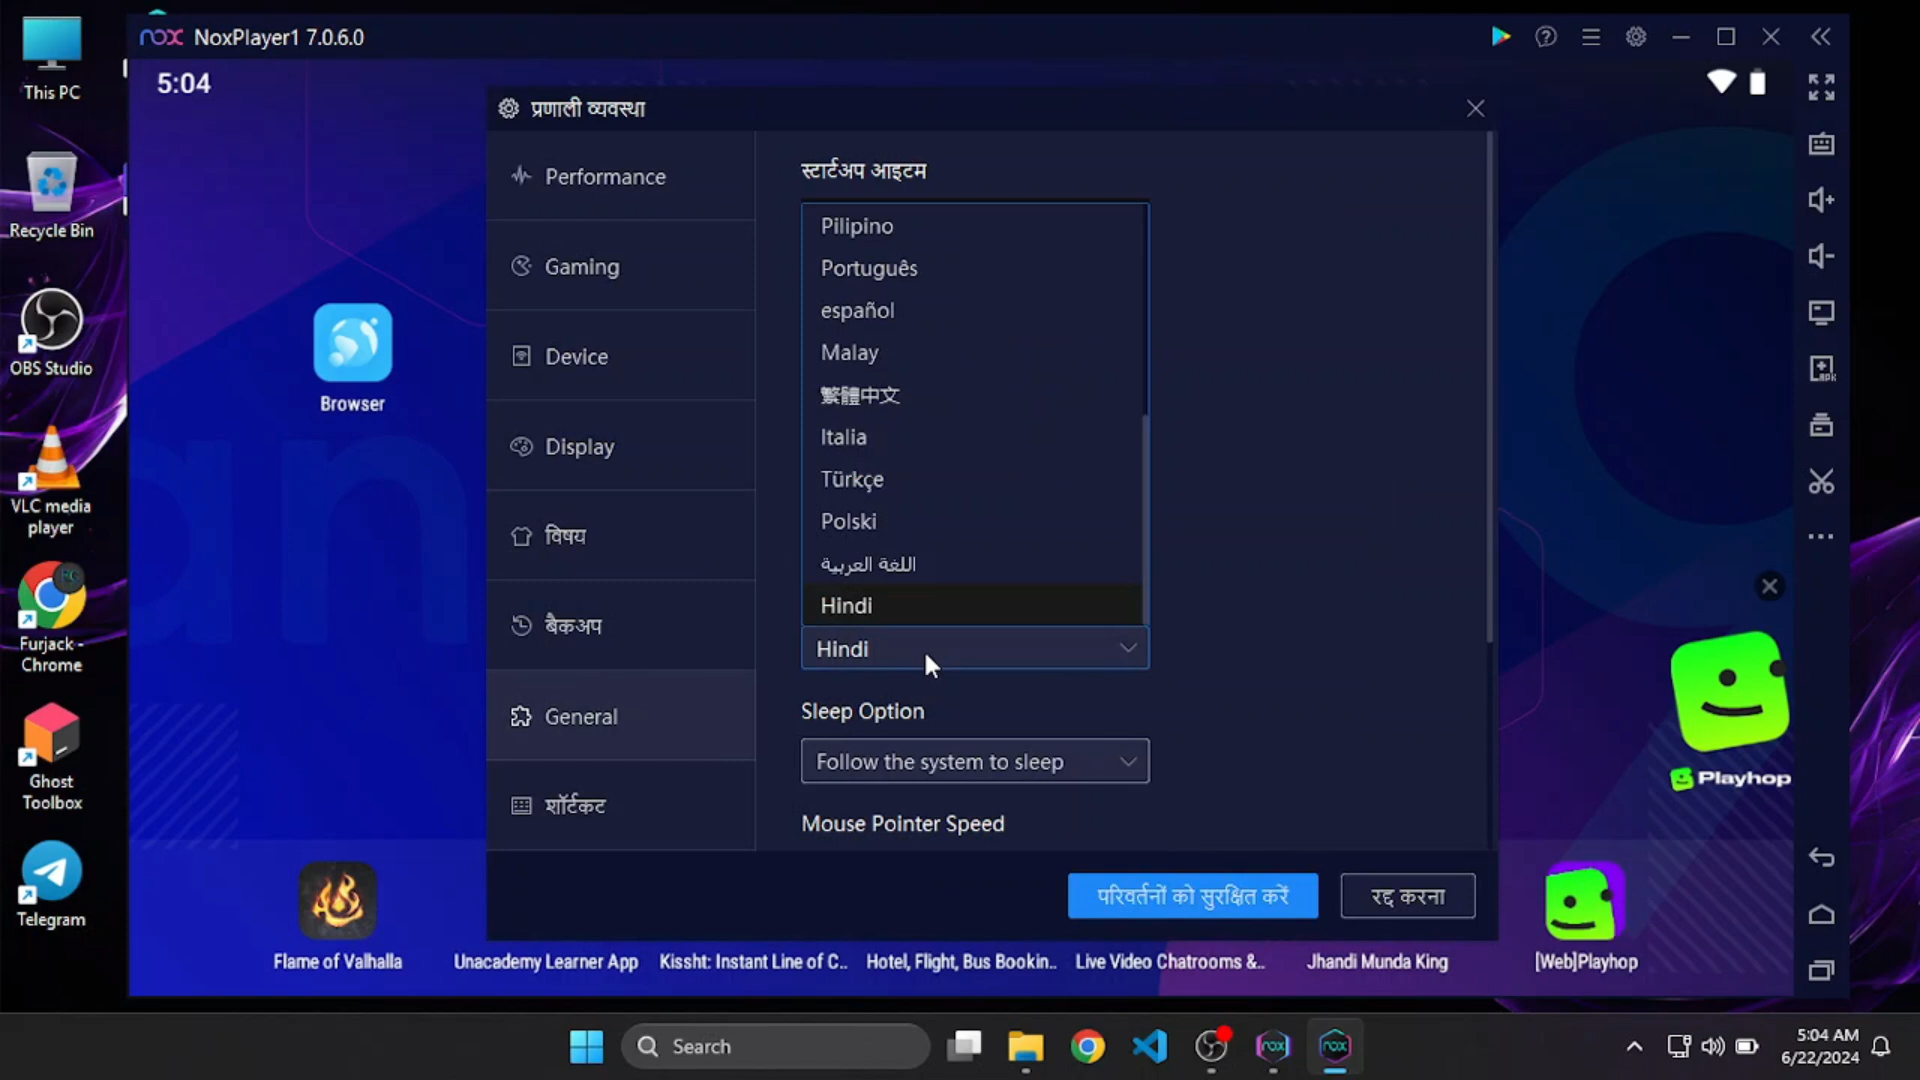 nox NoxPlayer1 7.0.6.0
5:04
This PC
Recycle Bin
OBS Studio
VLC media
player
Furjack -
Chrome
Ghost
Toolbox
Telegram
Browser
प्रणाली व्यवस्था
Performance
Gaming
Device
Display
विषय
बैकअप
General
शॉर्टकट
स्टार्टअप आइटम
Pilipino
Português
español
Malay
繁體中文
Italia
Türkçe
Polski
اللغة العربية
Hindi
Hindi
Sleep Option
Follow the system to sleep
Mouse Pointer Speed
परिवर्तनों को सुरक्षित करें
रद्द करना
Playhop
Flame of Valhalla
Unacademy Learner App
Kissht: Instant Line of C..
Hotel, Flight, Bus Bookin..
Live Video Chatrooms &..
Jhandi Munda King
[Web]Playhop
Search
nox
nox
5:04 AM
6/22/2024